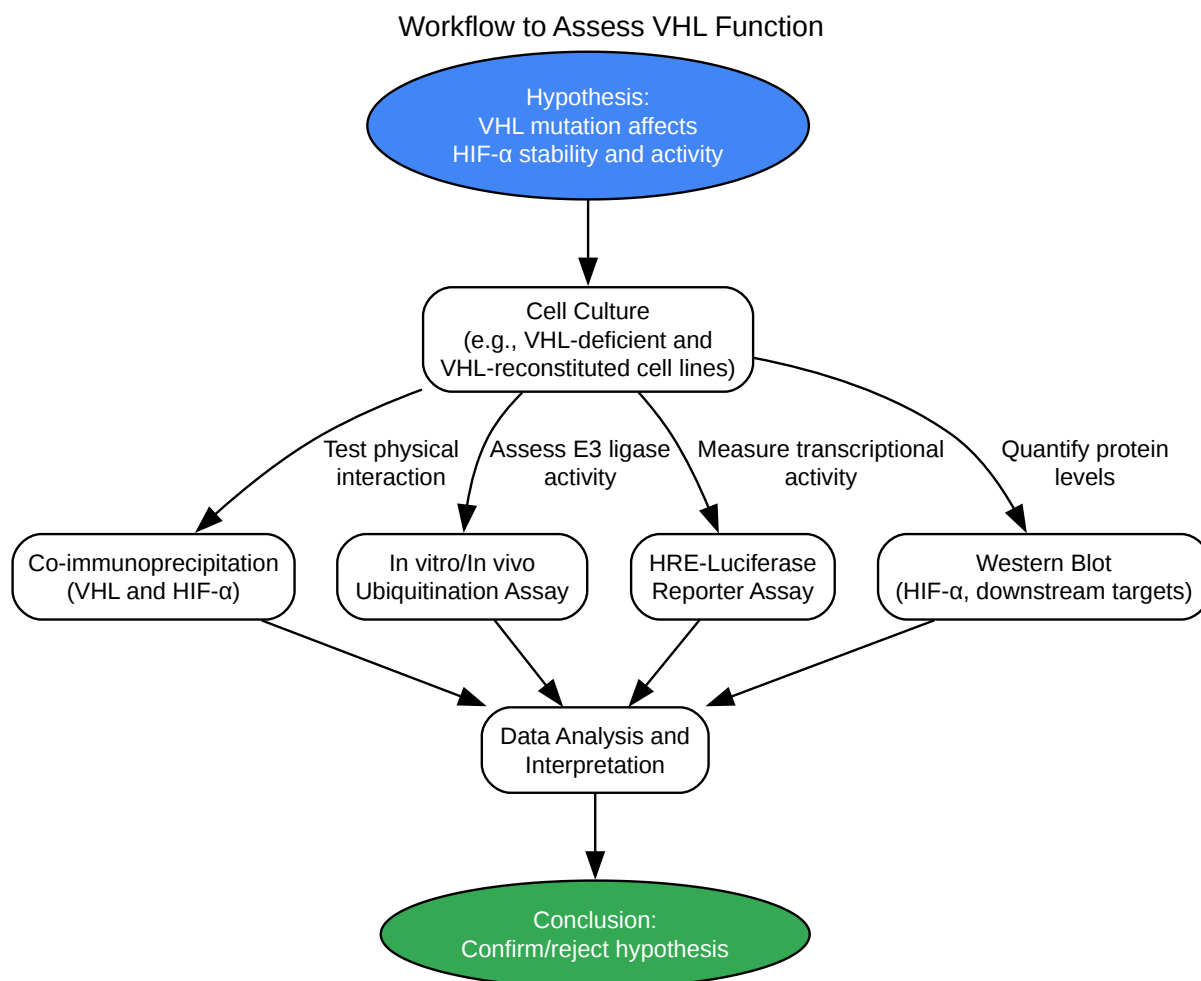 Workflow to Assess VHL Function
Hypothesis:
VHL mutation affects
HIF-α stability and activity
Cell Culture
(e.g., VHL-deficient and
VHL-reconstituted cell lines)
Test physical
interaction
Assess E3 ligase
activity
Measure transcriptional
activity
Quantify protein
levels
Co-immunoprecipitation
(VHL and HIF-α)
In vitro/In vivo
Ubiquitination Assay
HRE-Luciferase
Reporter Assay
Western Blot
(HIF-α, downstream targets)
Data Analysis and
Interpretation
Conclusion:
Confirm/reject hypothesis